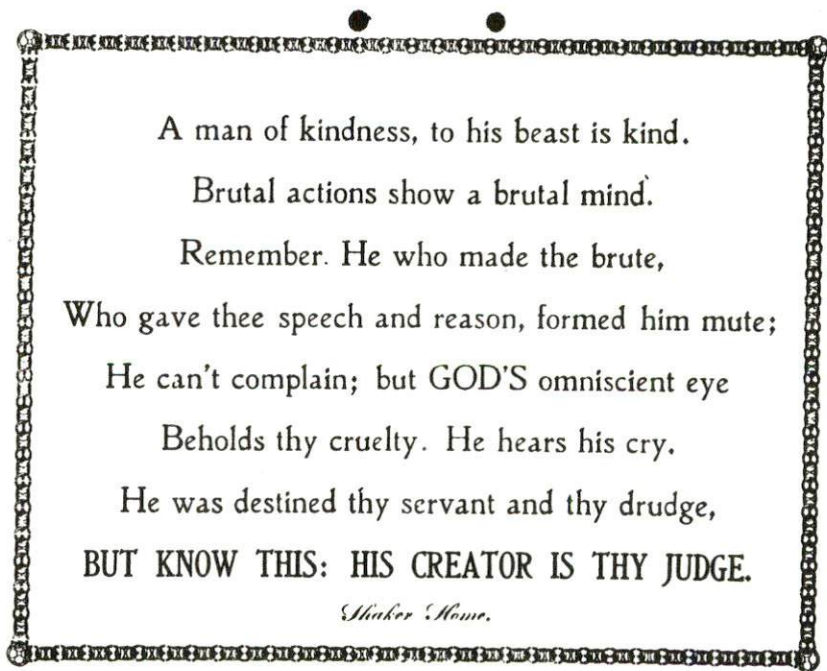 A man of kindness, to his beast is kind.
Brutal actions show a brutal mind.
Remember. He who made the brute,
Who gave thee speech and reason, formed him mute;
He can't complain; but GOD'S omniscient eye
Beholds thy cruelty. He hears his cry.
He was destined thy servant and thy drudge,
BUT KNOW THIS: HIS CREATOR IS THY JUDGE.
Shaker Home.